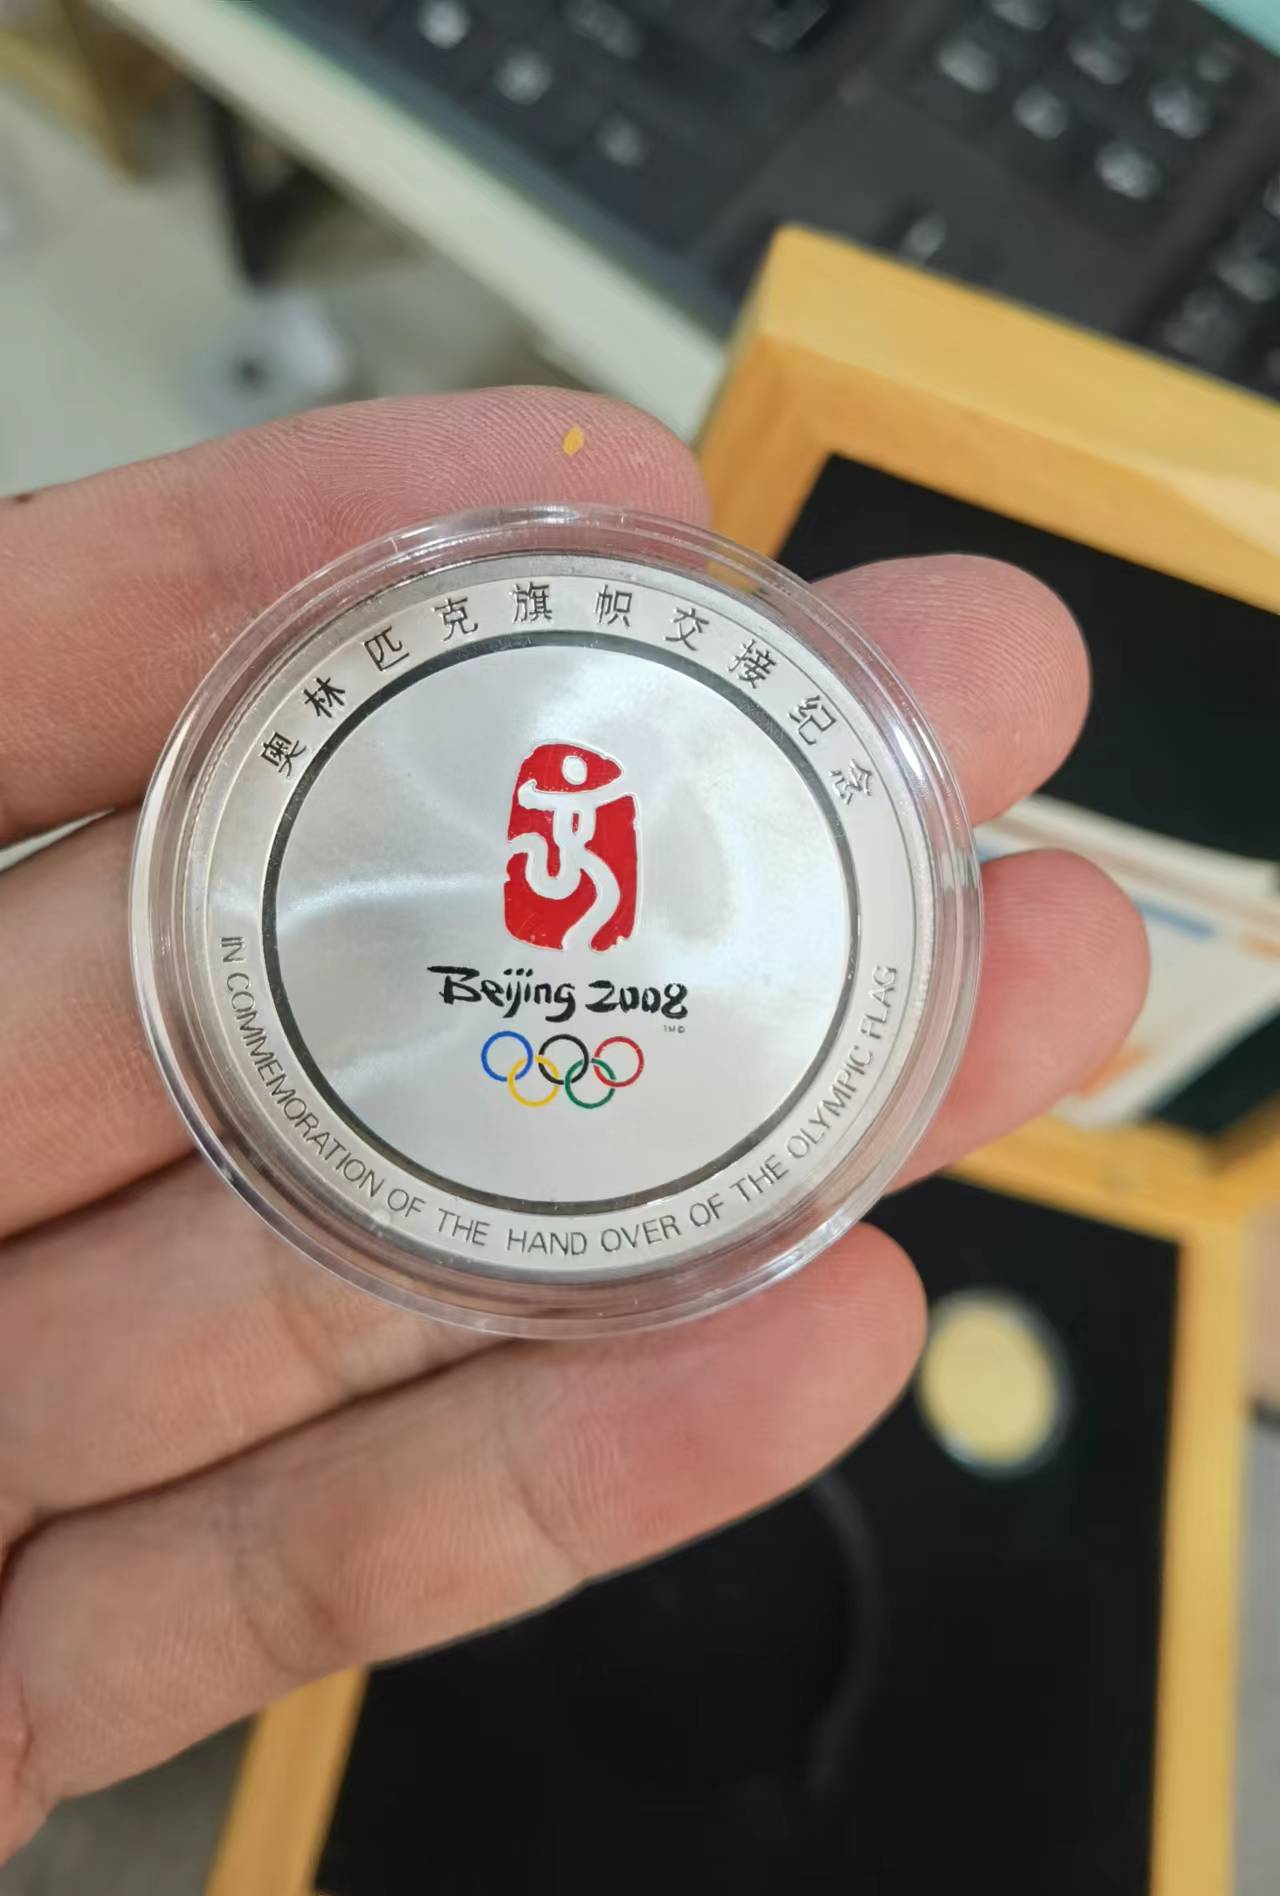 奥林匹克旗帜交接纪念
Beijing 2008
TM©
IN COMMEMORATION OF THE HAND OVER OF THE OLYMPIC FLAG